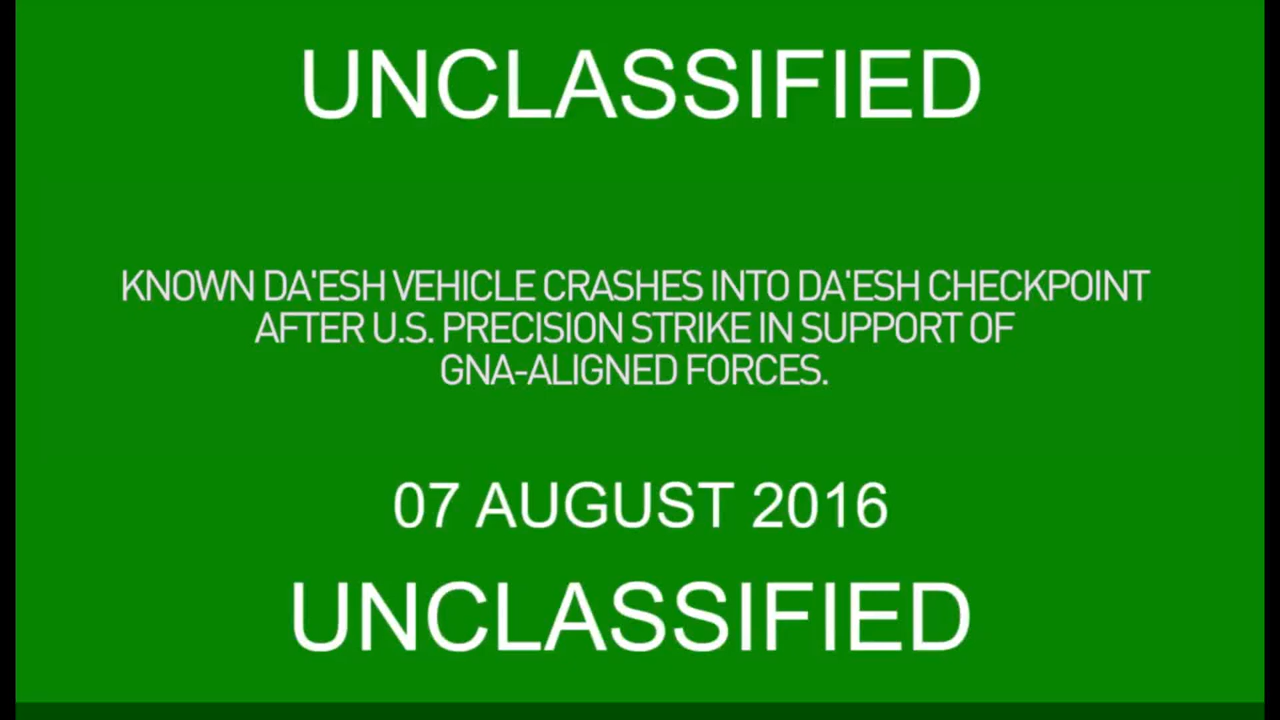 UNCLASSIFIED
KNOWN DA'ESH VEHICLE CRASHES INTO DA'ESH CHECKPOINT
AFTER U.S. PRECISION STRIKE IN SUPPORT OF
GNA-ALIGNED FORCES.
07 AUGUST 2016
UNCLASSIFIED